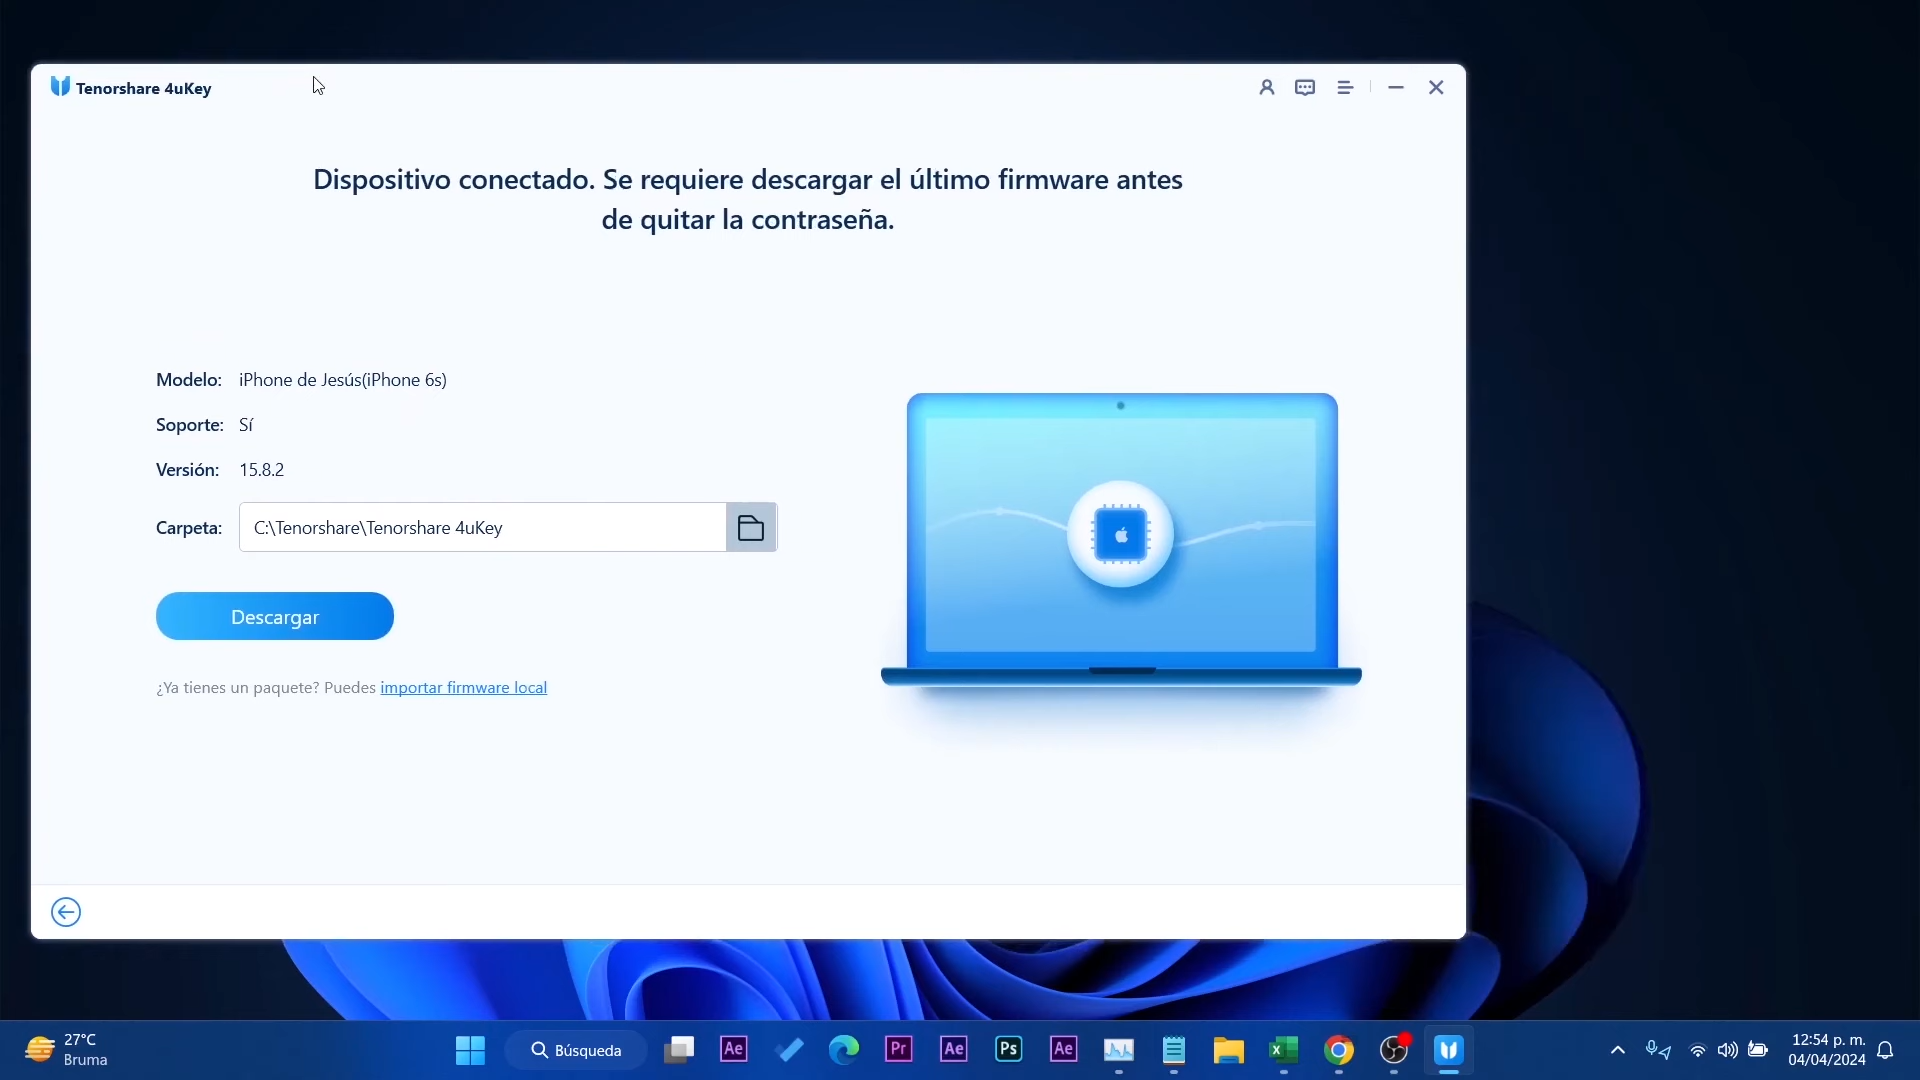 Tenorshare 4uKey
Dispositivo conectado. Se requiere descargar el último firmware antes
de quitar la contraseña.
Modelo: iPhone de Jesús(iPhone 6s)
Soporte: Sí
Versión: 15.8.2
Carpeta: C:\Tenorshare\Tenorshare 4uKey
Descargar
¿Ya tienes un paquete? Puedes importar firmware local
27°C
Bruma
Búsqueda
Ae
Pr
Ae
Ps
Ae
12:54 p. m.
04/04/2024